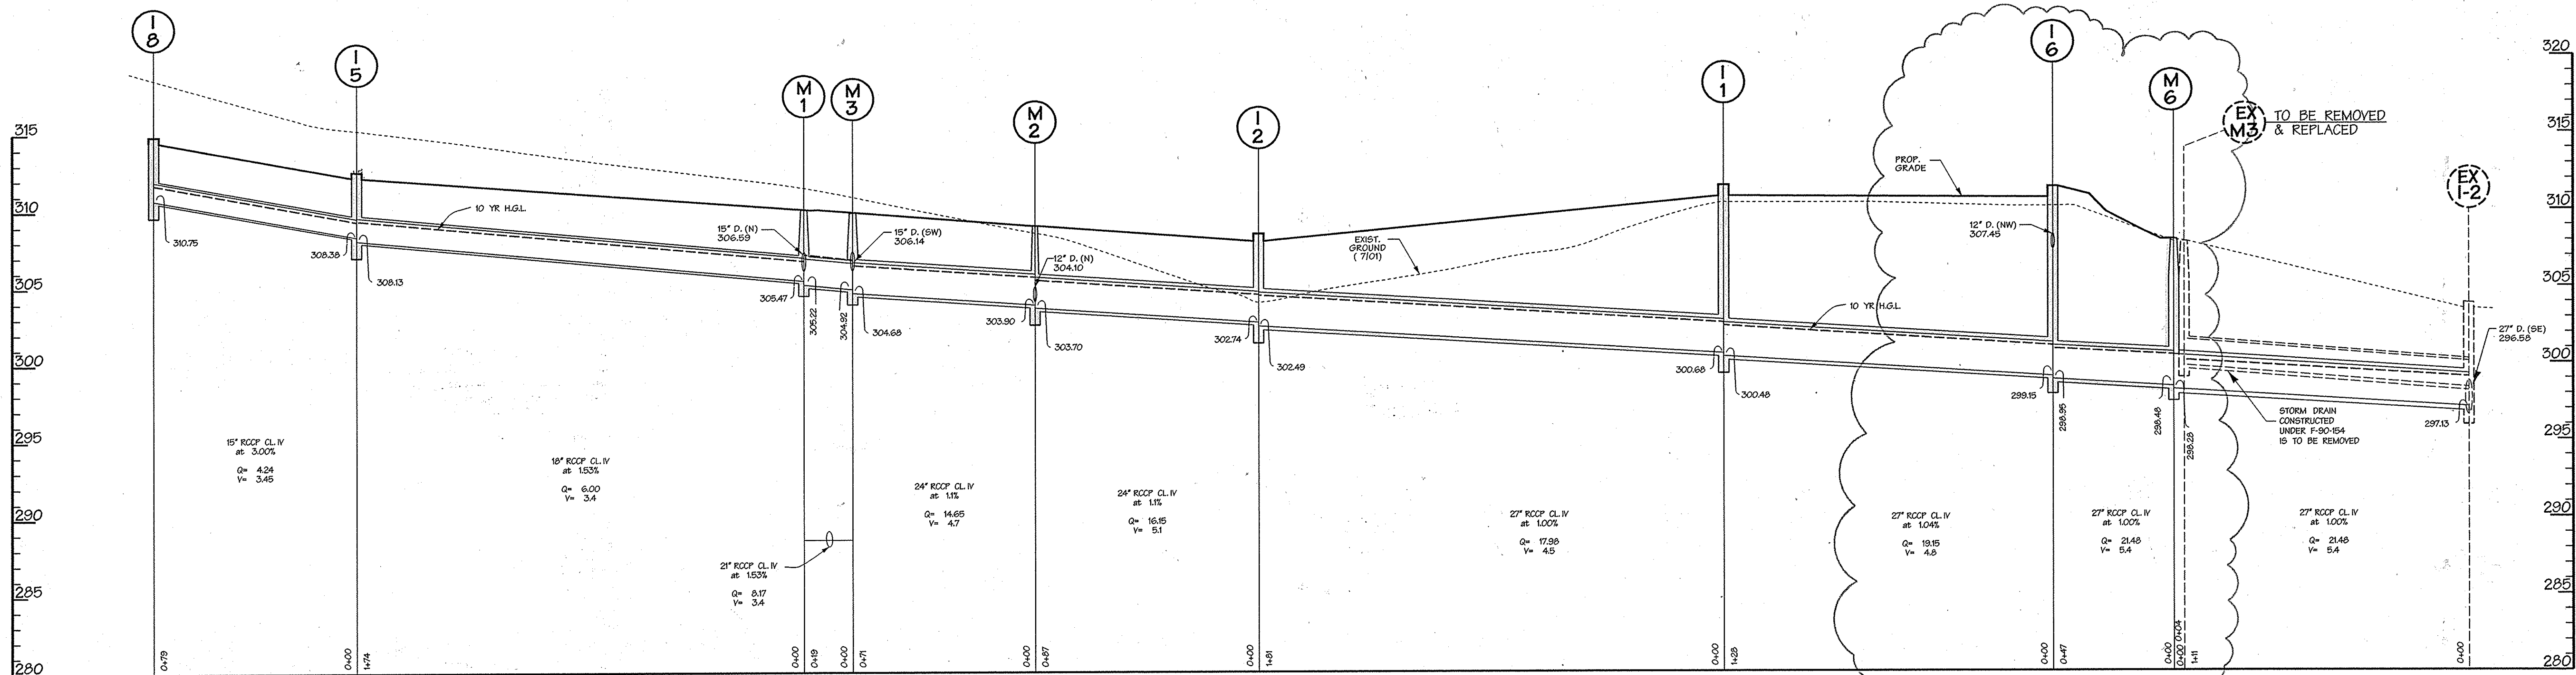 I
8
I
5
M
1
M
3
M
2
I
2
I
1
I
6
M
6
EX
M3
TO BE REMOVED
& REPLACED
EX
I-2
320
315
310
305
300
295
290
285
280
315
310
305
300
295
290
285
280
PROP.
GRADE
10 YR H.G.L.
EXIST.
GROUND
( 7/01)
10 YR H.G.L.
15" D. (N)
306.59
15" D. (SW)
306.14
12" D. (N)
304.10
12" D. (NW)
307.45
27" D. (SE)
296.58
310.75
308.38
308.13
305.47
305.22
304.92
304.68
303.90
303.70
302.74
302.49
300.68
300.48
299.15
298.95
298.48
298.28
297.13
STORM DRAIN
CONSTRUCTED
UNDER F-90-154
IS TO BE REMOVED
15" RCCP CL. IV
at 3.00%
Q= 4.24
V= 3.45
18" RCCP CL. IV
at 1.53%
Q= 6.00
V= 3.4
21" RCCP CL. IV
at 1.53%
Q= 8.17
V= 3.4
24" RCCP CL. IV
at 1.1%
Q= 14.65
V= 4.7
24" RCCP CL. IV
at 1.1%
Q= 16.15
V= 5.1
27" RCCP CL. IV
at 1.00%
Q= 17.98
V= 4.5
27" RCCP CL. IV
at 1.04%
Q= 19.15
V= 4.8
27" RCCP CL. IV
at 1.00%
Q= 21.48
V= 5.4
27" RCCP CL. IV
at 1.00%
Q= 21.48
V= 5.4
0+79
0+00
1+74
0+00
0+19
0+00
0+71
0+00
0+87
0+00
1+81
0+00
1+28
0+00
0+47
0+00
0+00
0+04
1+11
0+00